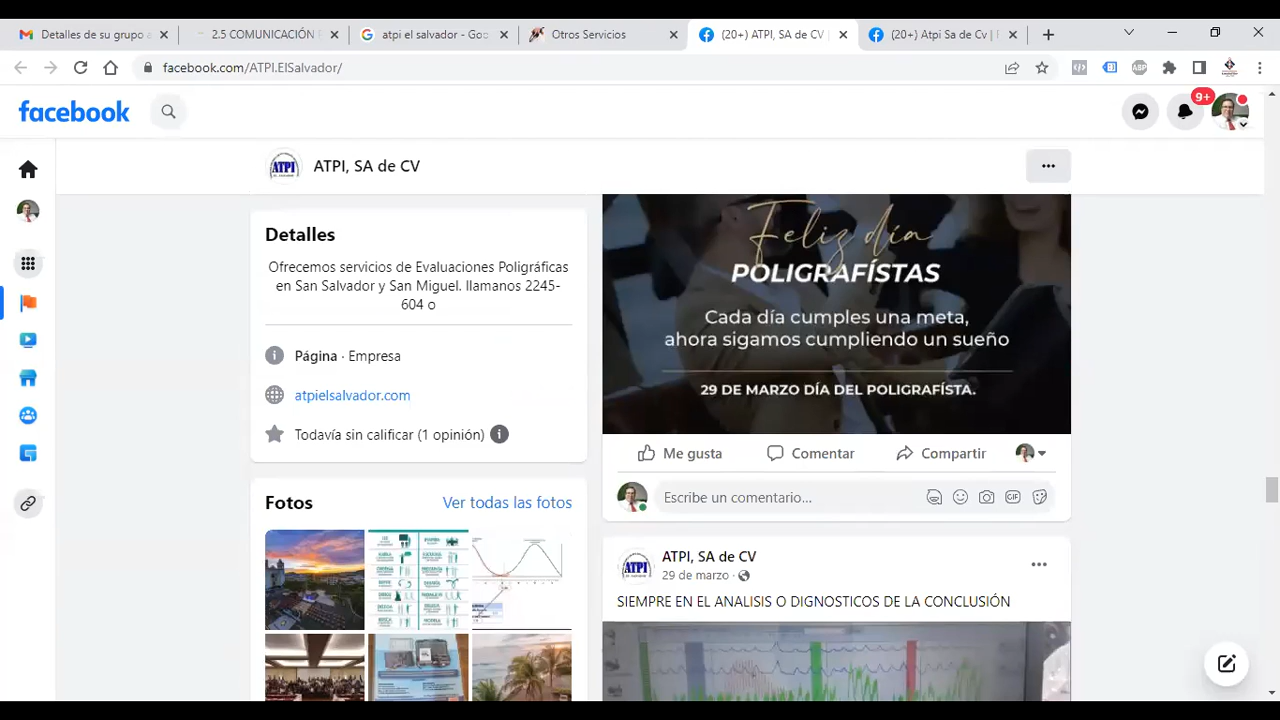 Detalles de su grupo
2.5 COMUNICACIÓN
atpi el salvador - Goo
Otros Servicios
(20+) ATPI, SA de CV |
(20+) Atpi Sa de Cv |
facebook.com/ATPI.ElSalvador/
ABP
facebook
9+
ATPI
ATPI, SA de CV
Detalles
Ofrecemos servicios de Evaluaciones Poligráficas
en San Salvador y San Miguel. llamanos 2245-
604 o
Página · Empresa
atpielsalvador.com
Todavía sin calificar (1 opinión)
Fotos
Ver todas las fotos
Feliz día
POLIGRAFÍSTAS
Cada día cumples una meta,
ahora sigamos cumpliendo un sueño
29 DE MARZO DÍA DEL POLIGRAFÍSTA.
Me gusta
Comentar
Compartir
Escribe un comentario...
GIF
ATPI
ATPI, SA de CV
29 de marzo ·
SIEMPRE EN EL ANALISIS O DIGNOSTICOS DE LA CONCLUSIÓN